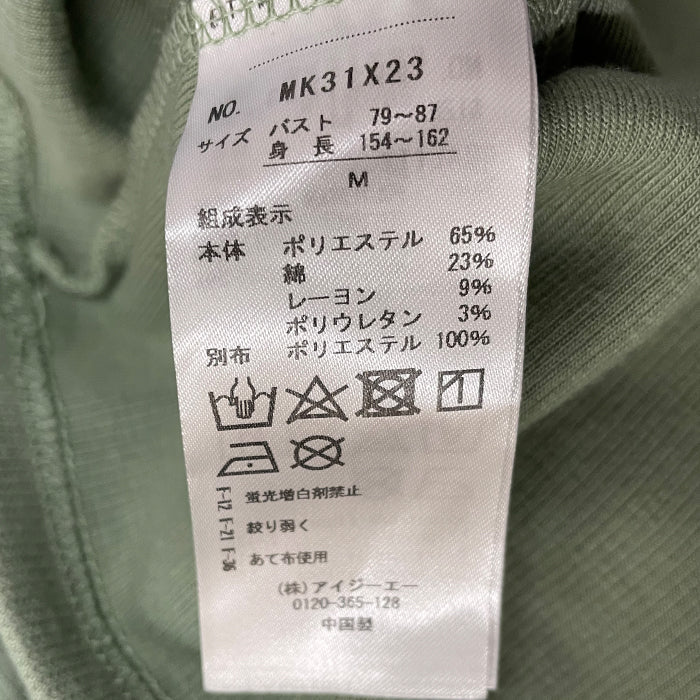 NO. MK31X23
サイズ バスト 79～87
身長 154～162
M
組成表示
本体 ポリエステル 65%
綿 23%
レーヨン 9%
ポリウレタン 3%
別布 ポリエステル 100%
F-12 F-21 F-36
蛍光増白剤禁止
絞り弱く
あて布使用
(株)アイジーエー
0120-365-128
中国製